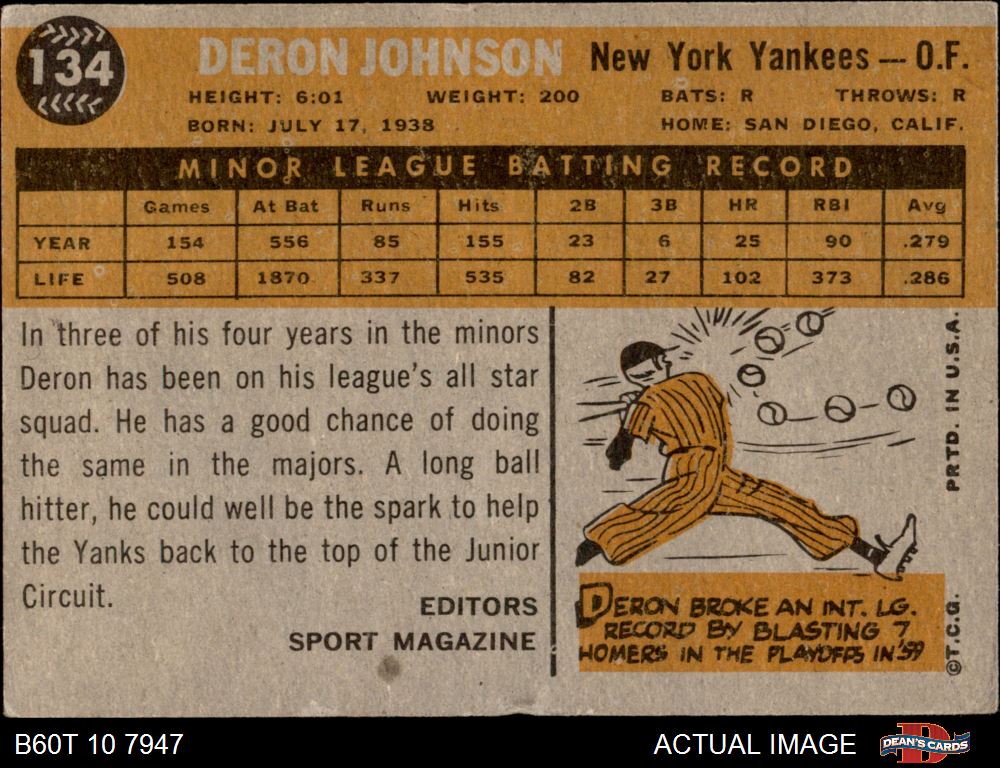 134
DERON JOHNSON New York Yankees — O.F.
HEIGHT: 6:01 WEIGHT: 200 BATS: R THROWS: R
BORN: JULY 17, 1938 HOME: SAN DIEGO, CALIF.
MINOR LEAGUE BATTING RECORD
Games At Bat Runs Hits 2B 3B HR RBI Avg
YEAR 154 556 85 155 23 6 25 90 .279
LIFE 508 1870 337 535 82 27 102 373 .286
In three of his four years in the minors
Deron has been on his league's all star
squad. He has a good chance of doing
the same in the majors. A long ball
hitter, he could well be the spark to help
the Yanks back to the top of the Junior
Circuit.
EDITORS
SPORT MAGAZINE
DERON BROKE AN INT. LG.
RECORD BY BLASTING 7
HOMERS IN THE PLAYOFFS IN '59
©T.C.G. PRTD. IN U.S.A.
B60T 10 7947 ACTUAL IMAGE DEAN'S CARDS